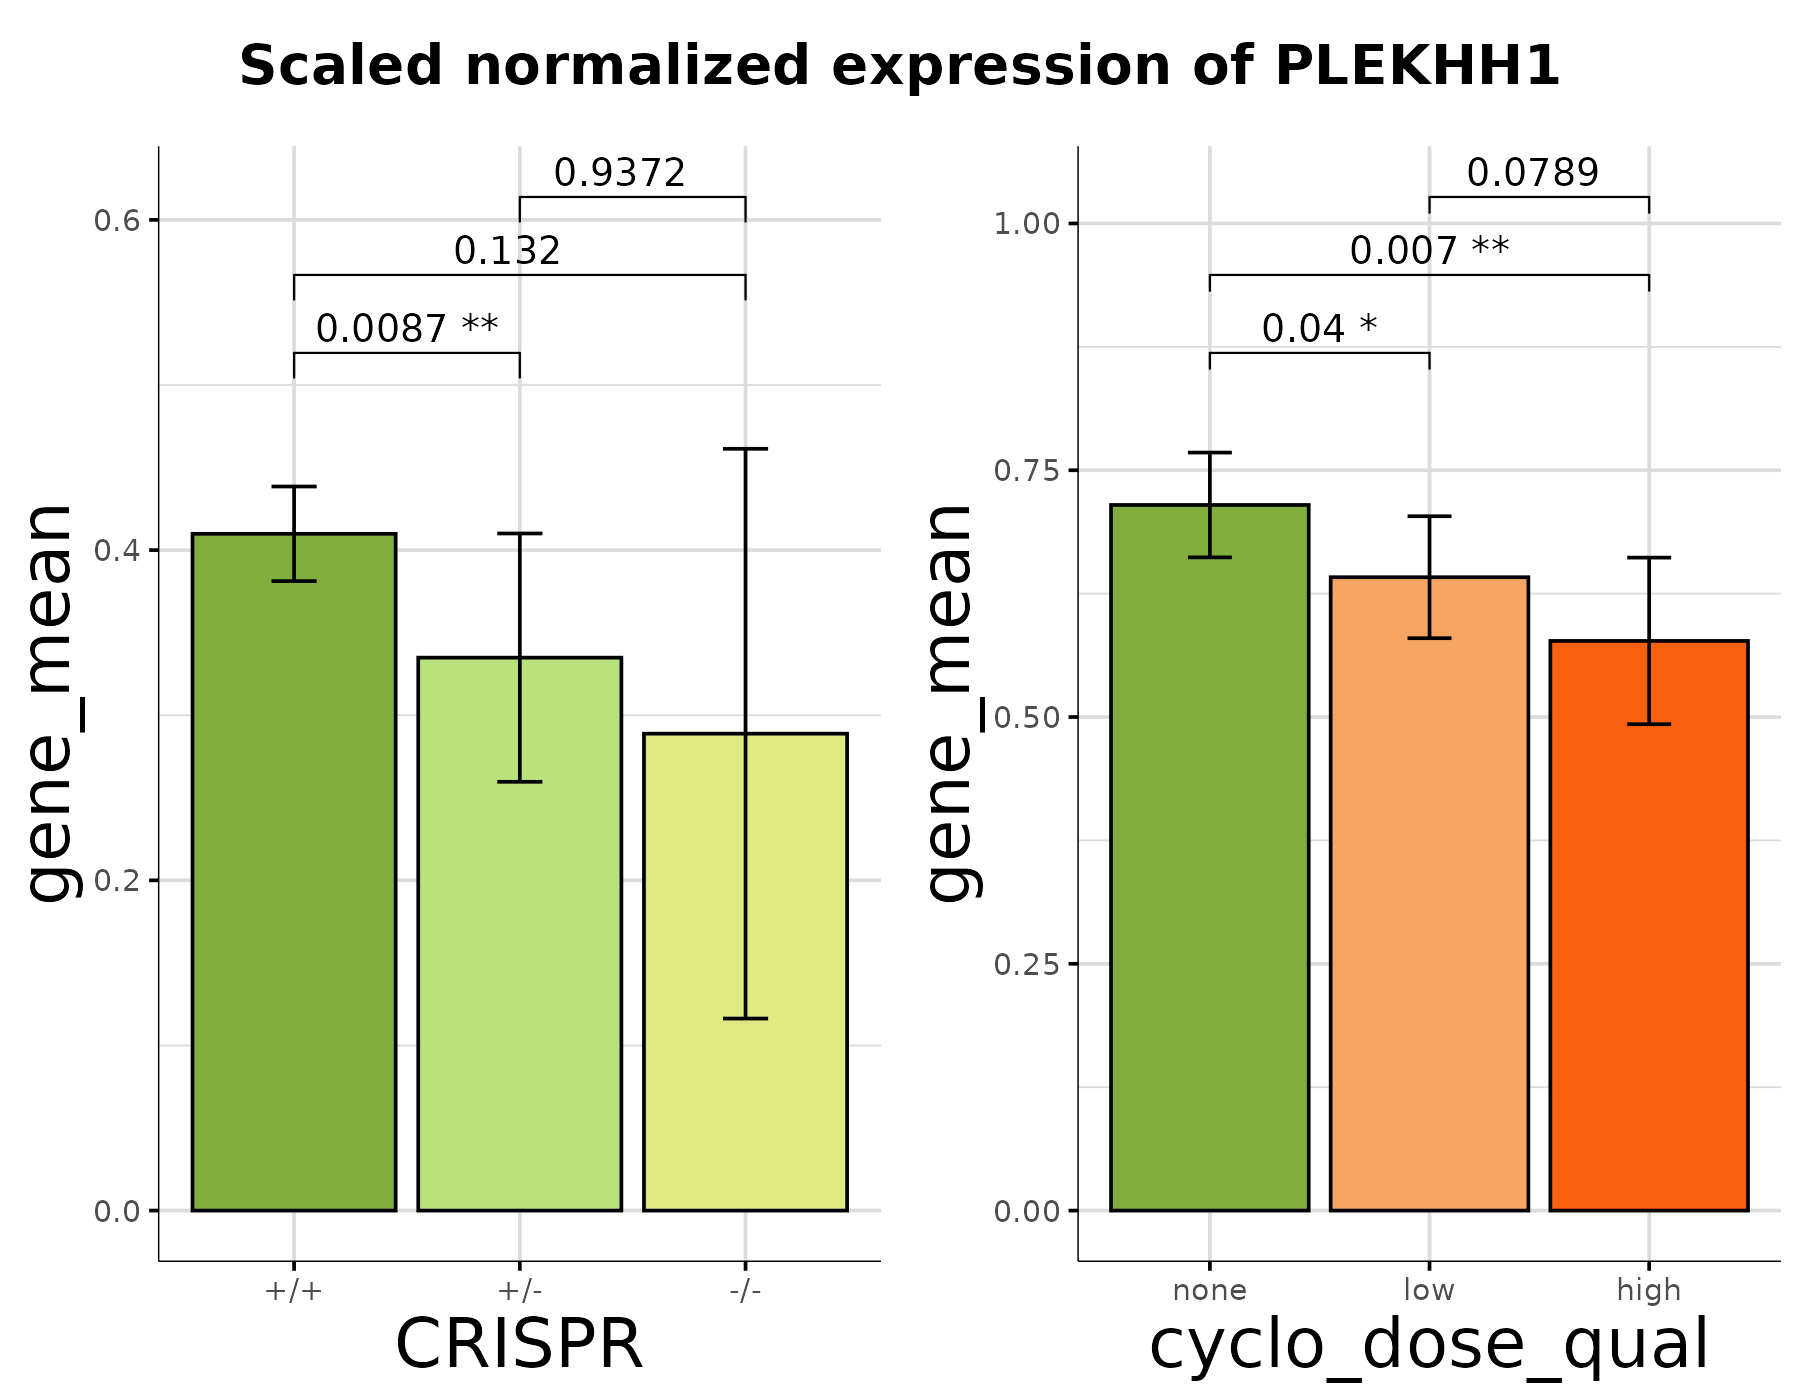 Scaled normalized expression of PLEKHH1
gene_mean
0.6
0.4
0.2
0.0
0.9372
0.132
0.0087 **
+/+
+/-
-/-
CRISPR
gene_mean
1.00
0.75
0.50
0.25
0.00
0.0789
0.007 **
0.04 *
none
low
high
cyclo_dose_qual